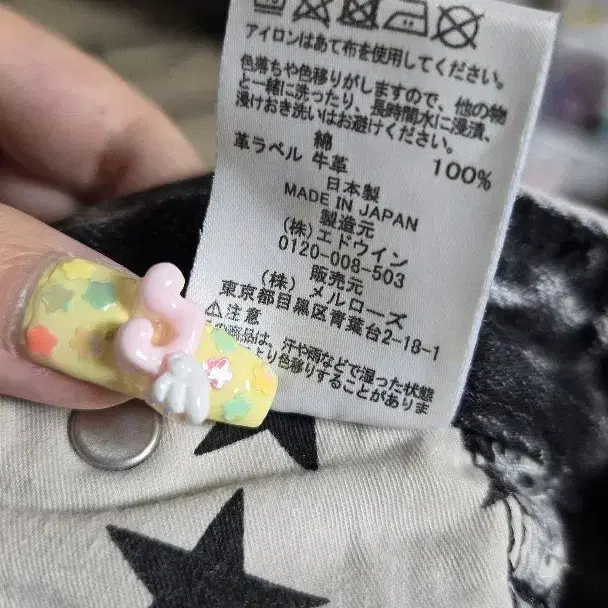 アイロンはあて布を使用してください。
色落ちや色移りがしますので、他の物
と一緒に洗ったり、長時間水に浸漬、
浸けおき洗いはお避けください。
綿 100%
革ラベル 牛革
日本製
MADE IN JAPAN
製造元
(株)エドウイン
0120-008-503
販売元
(株) メルローズ
東京都目黒区青葉台2-18-1
⚠注意
この商品は、汗や雨などで湿った状態
により色移りすることがありま